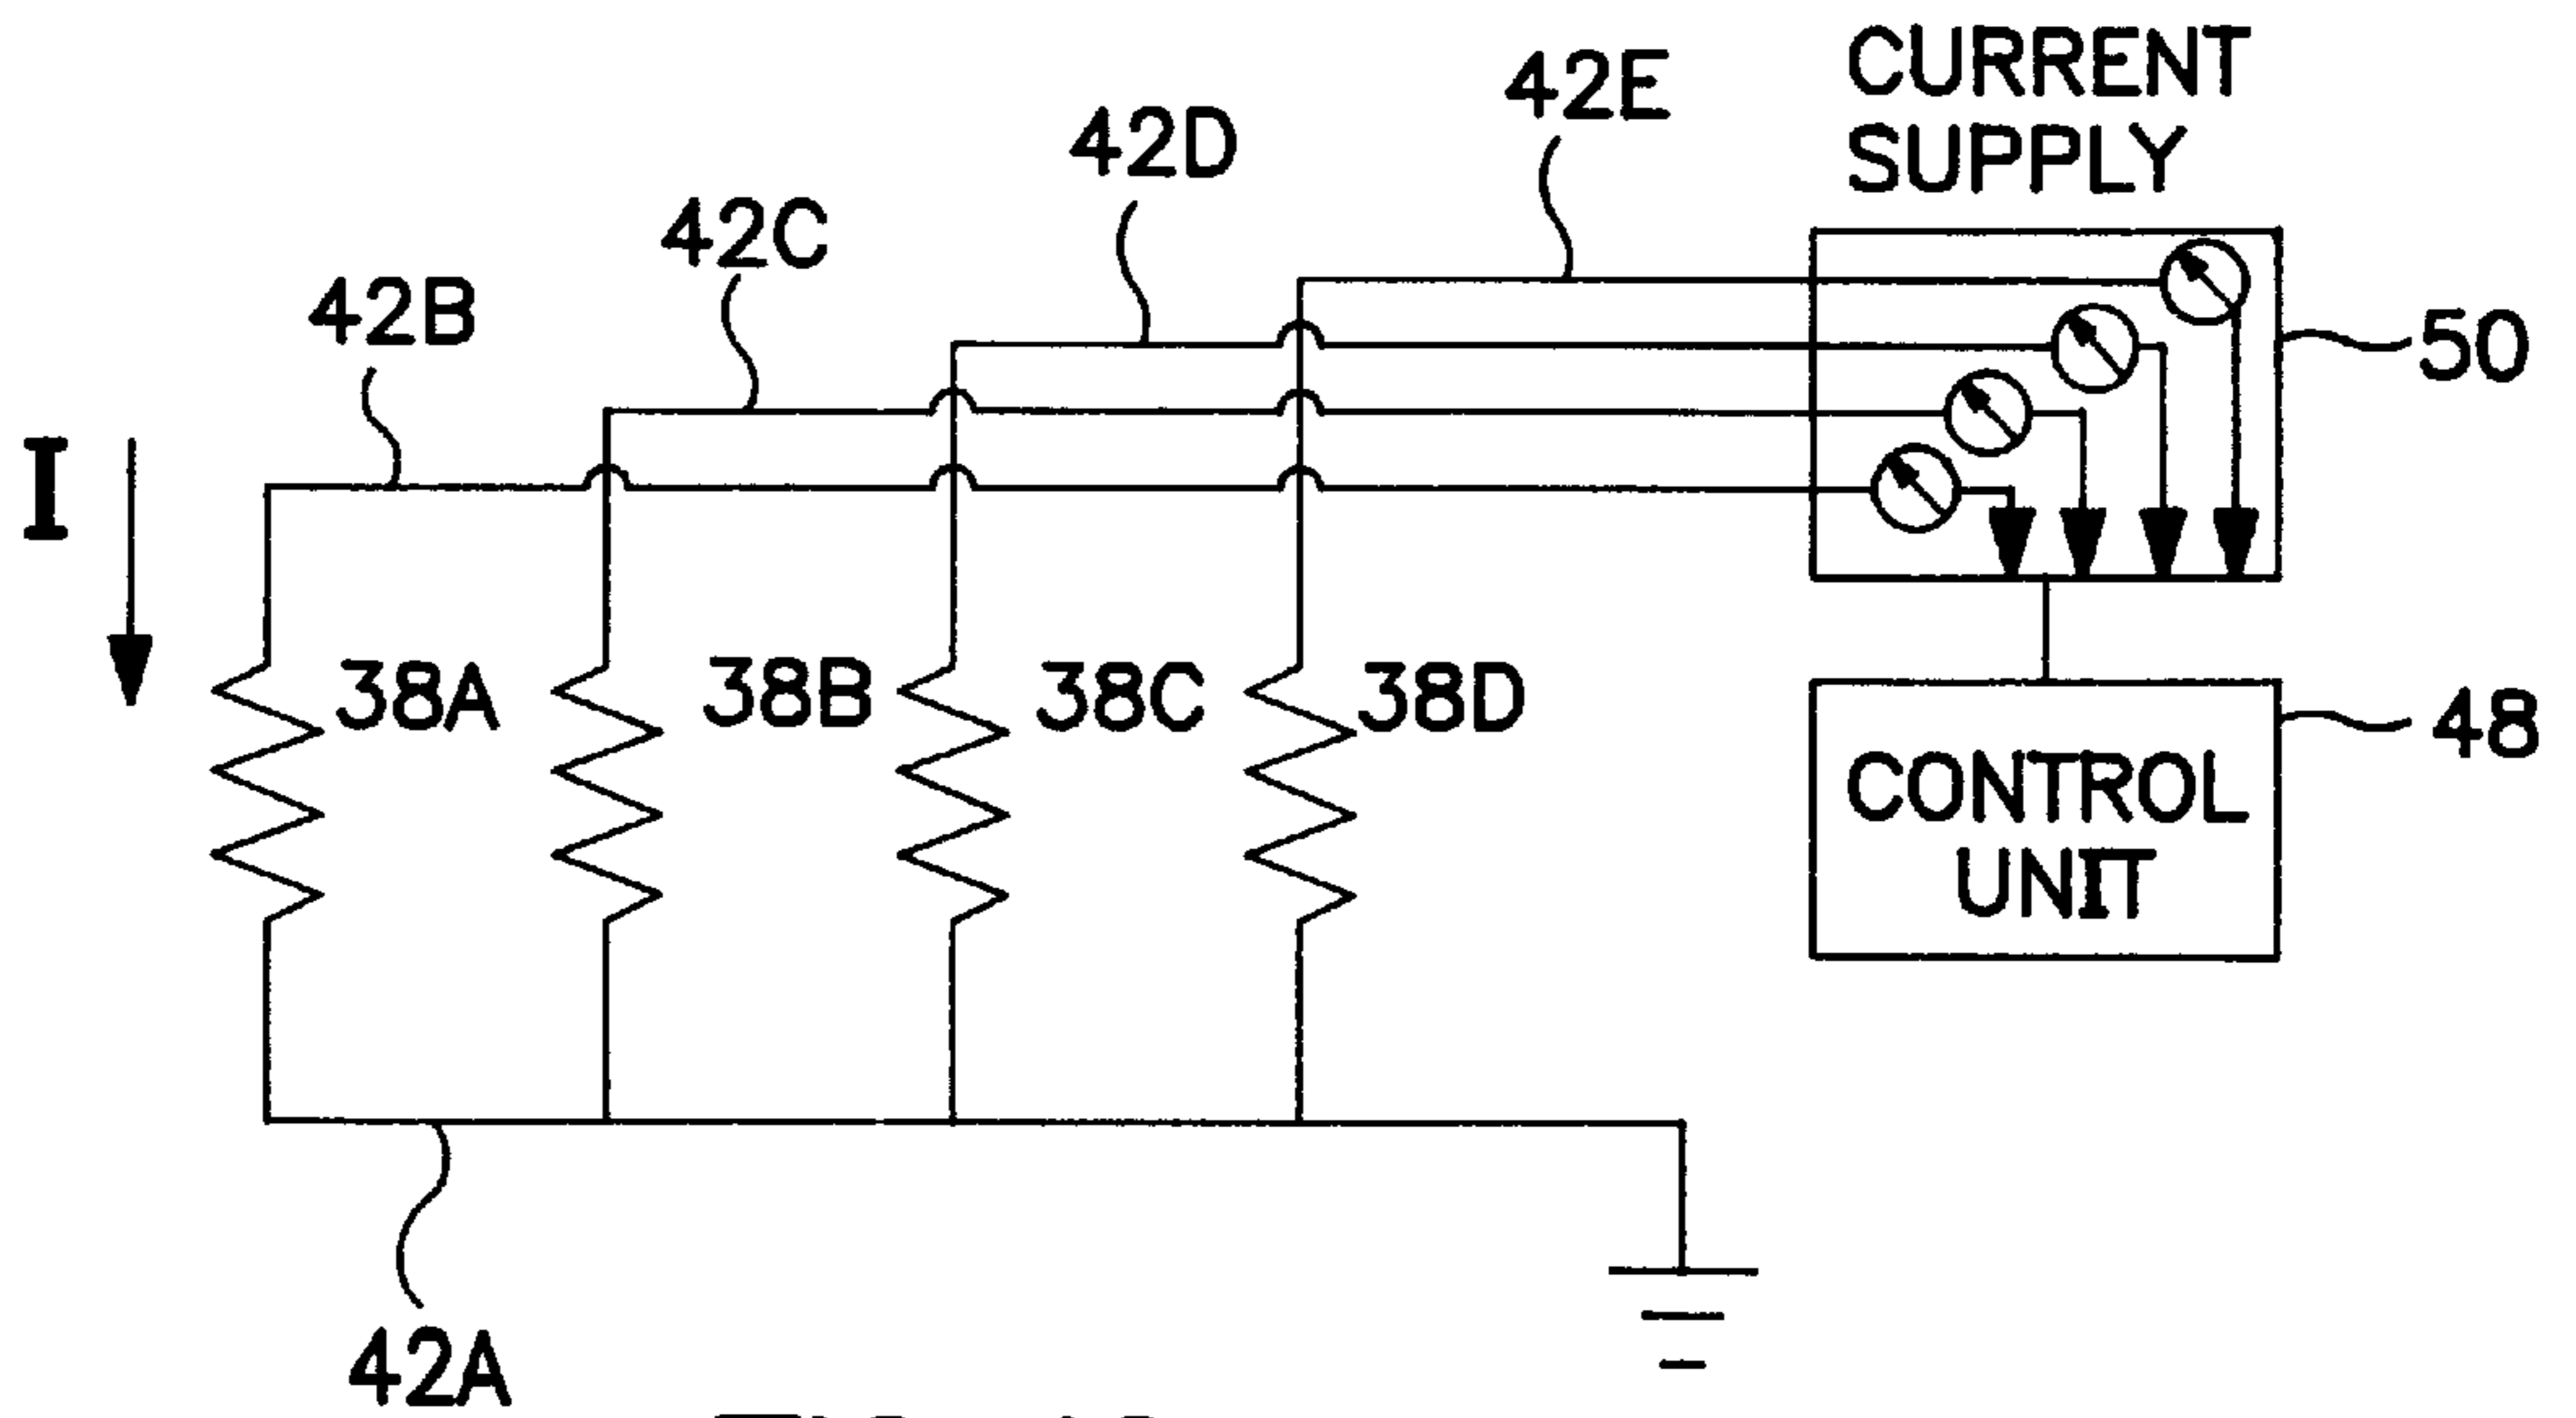 CURRENT
SUPPLY
42E
42D
42C
42B
50
I
38A
38B
38C
38D
48
CONTROL
UNIT
42A